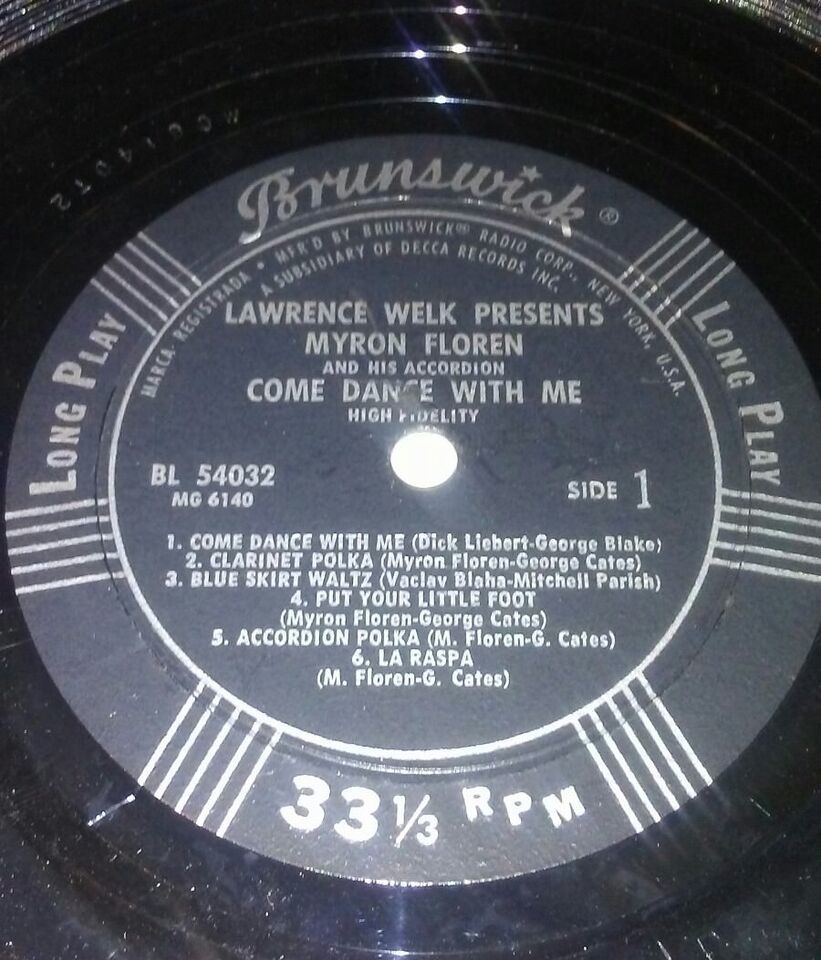 Brunswick ®
MARCA REGISTRADA • MFR'D BY BRUNSWICK RADIO CORP., NEW YORK, U.S.A.
A SUBSIDIARY OF DECCA RECORDS INC.
LAWRENCE WELK PRESENTS
MYRON FLOREN
AND HIS ACCORDION
COME DANCE WITH ME
HIGH FIDELITY
LONG PLAY
LONG PLAY
BL 54032
MG 6140
SIDE 1
1. COME DANCE WITH ME (Dick Liebert-George Blake)
2. CLARINET POLKA (Myron Floren-George Cates)
3. BLUE SKIRT WALTZ (Vaclav Blaha-Mitchell Parish)
4. PUT YOUR LITTLE FOOT
(Myron Floren-George Cates)
5. ACCORDION POLKA (M. Floren-G. Cates)
6. LA RASPA
(M. Floren-G. Cates)
33 1/3 RPM